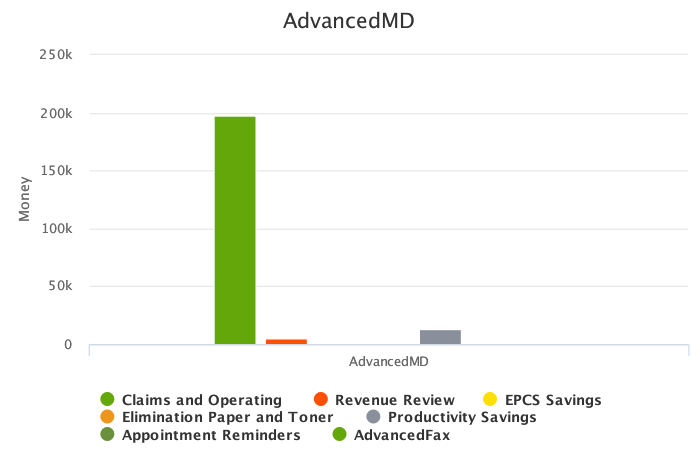 AdvancedMD
250k
200k
150k
100k
50k
0
Money
AdvancedMD
Claims and Operating Revenue Review EPCS Savings
Elimination Paper and Toner Productivity Savings
Appointment Reminders AdvancedFax